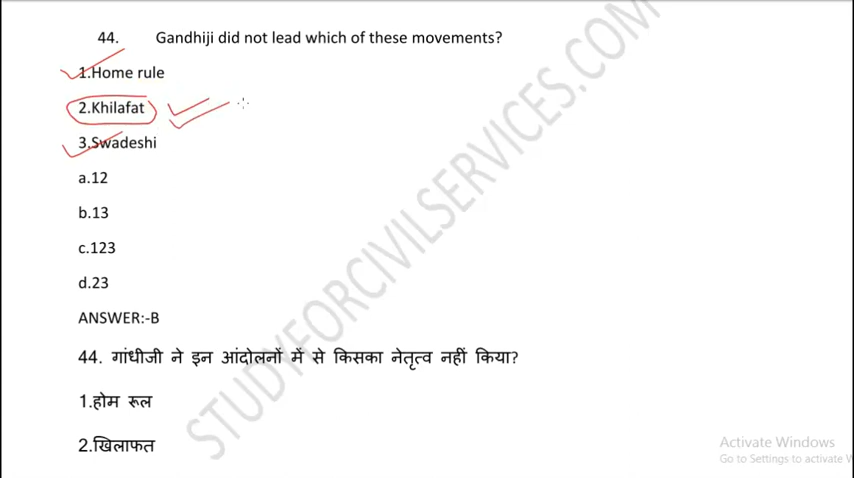 44. Gandhiji did not lead which of these movements?
1.Home rule
2.Khilafat
3.Swadeshi
a.12
b.13
c.123
d.23
ANSWER:-B
44. गांधीजी ने इन आंदोलनों में से किसका नेतृत्व नहीं किया?
1.होम रूल
2.खिलाफत
STUDYFORCIVILSERVICES.COM
Activate Windows
Go to Settings to activate W